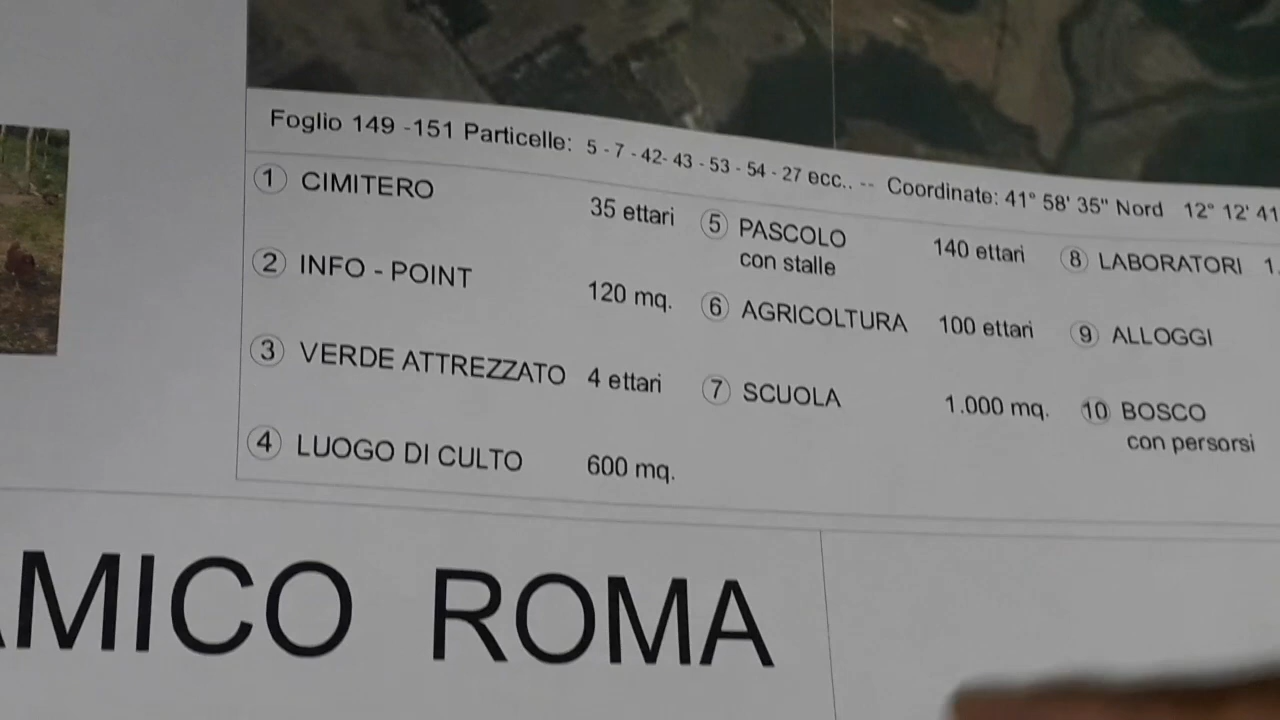 Foglio 149 -151 Particelle: 5 - 7 - 42- 43 - 53 - 54 - 27 ecc.. -- Coordinate: 41° 58' 35" Nord 12° 12' 41
1 CIMITERO 35 ettari
2 INFO - POINT 120 mq.
3 VERDE ATTREZZATO 4 ettari
4 LUOGO DI CULTO 600 mq.
5 PASCOLO 140 ettari
con stalle
6 AGRICOLTURA 100 ettari
7 SCUOLA 1.000 mq.
8 LABORATORI 1.
9 ALLOGGI
10 BOSCO
con persorsi
AMICO ROMA